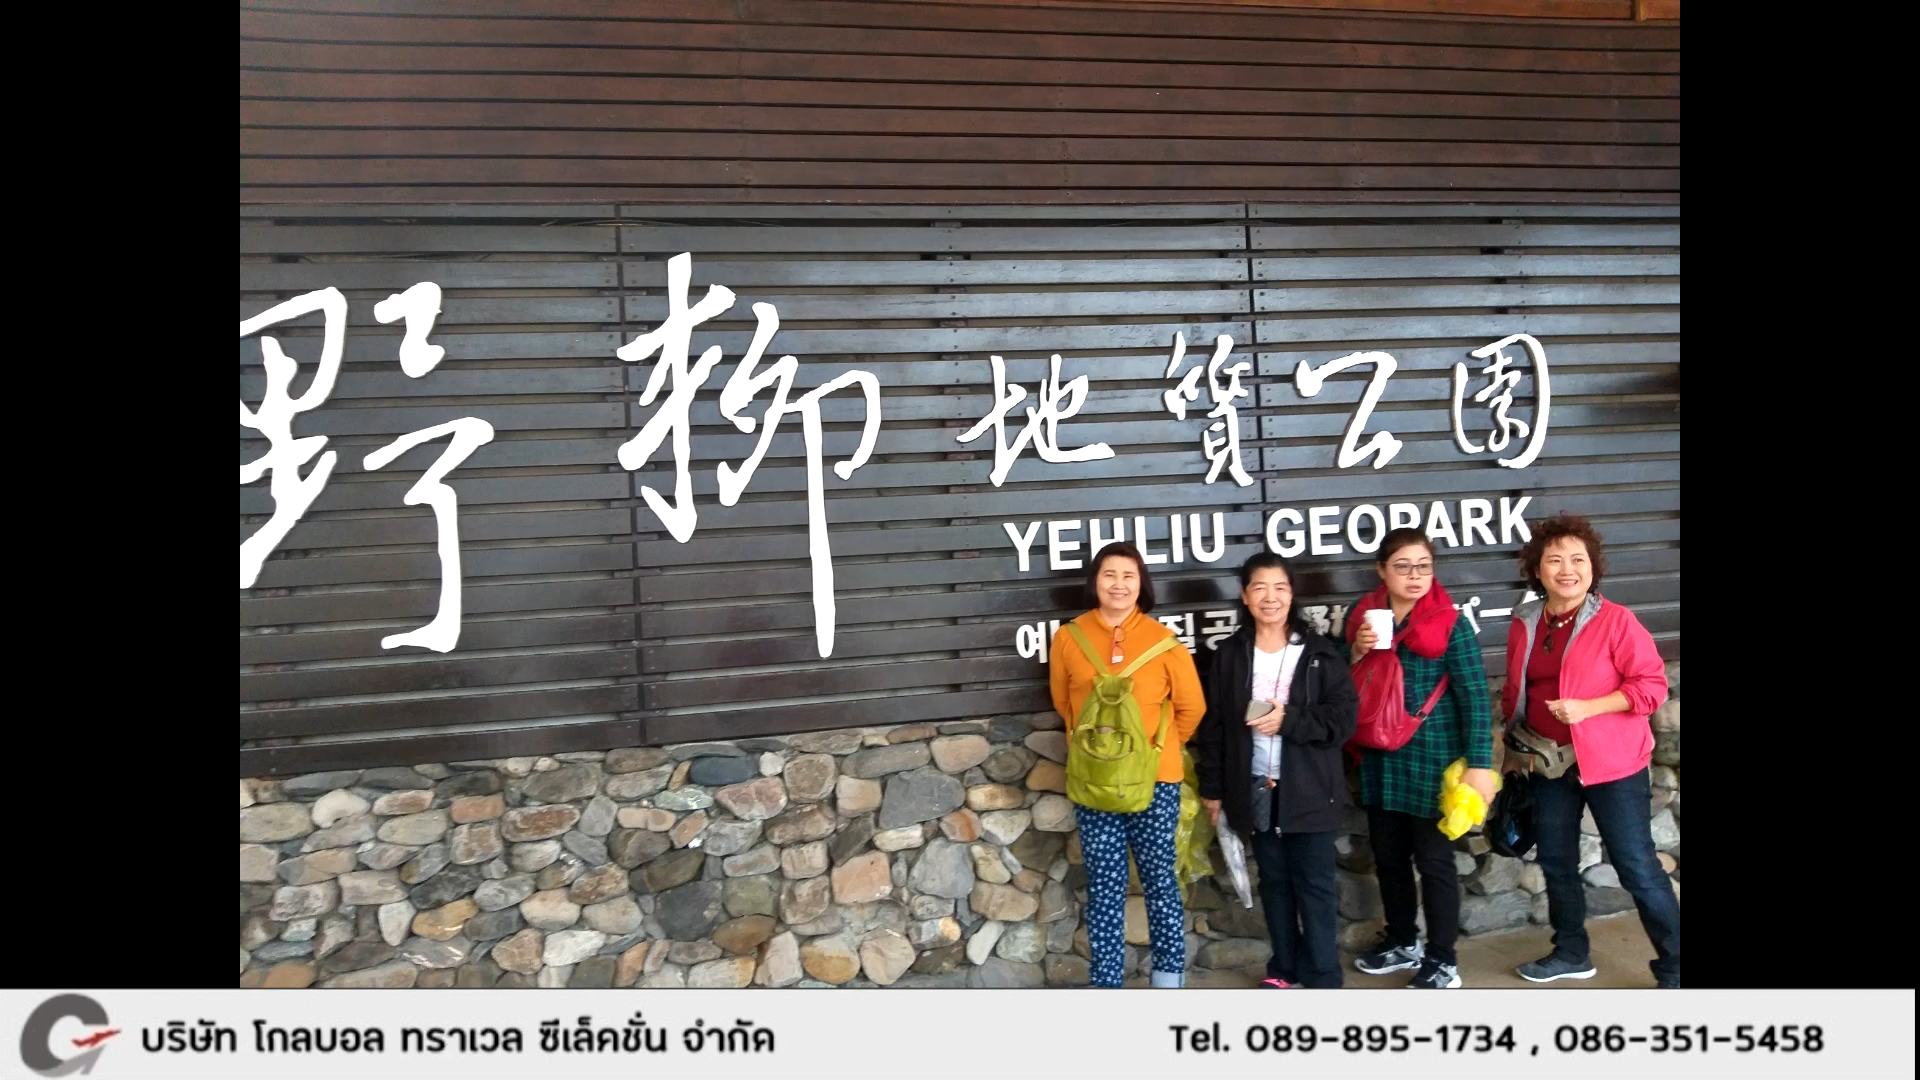 野柳地質公園
YEHLIU GEOPARK
บริษัท โกลบอล ทราเวล ซีเล็คชั่น จำกัด
Tel. 089-895-1734 , 086-351-5458